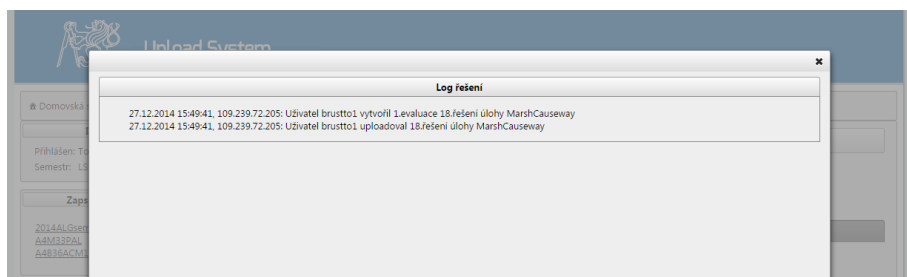 Upload System
Log řešení
27.12.2014 15:49:41, 109.239.72.205: Uživatel brustto1 vytvořil 1.evaluace 18.řešení úlohy MarshCauseway
27.12.2014 15:49:41, 109.239.72.205: Uživatel brustto1 uploadoval 18.řešení úlohy MarshCauseway
Domovská
Přihlášen: To
Semestr: LS
Zaps
2014ALGsem
A4M33PAL
A4B36ACM1